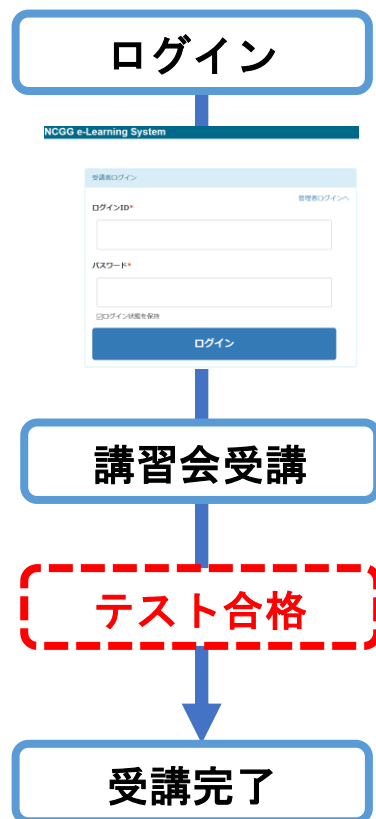 ログイン
NCGG e-Learning System
受講者ログイン
管理者ログインへ
ログインID*
パスワード*
ログイン状態を保持
ログイン
講習会受講
テスト合格
受講完了